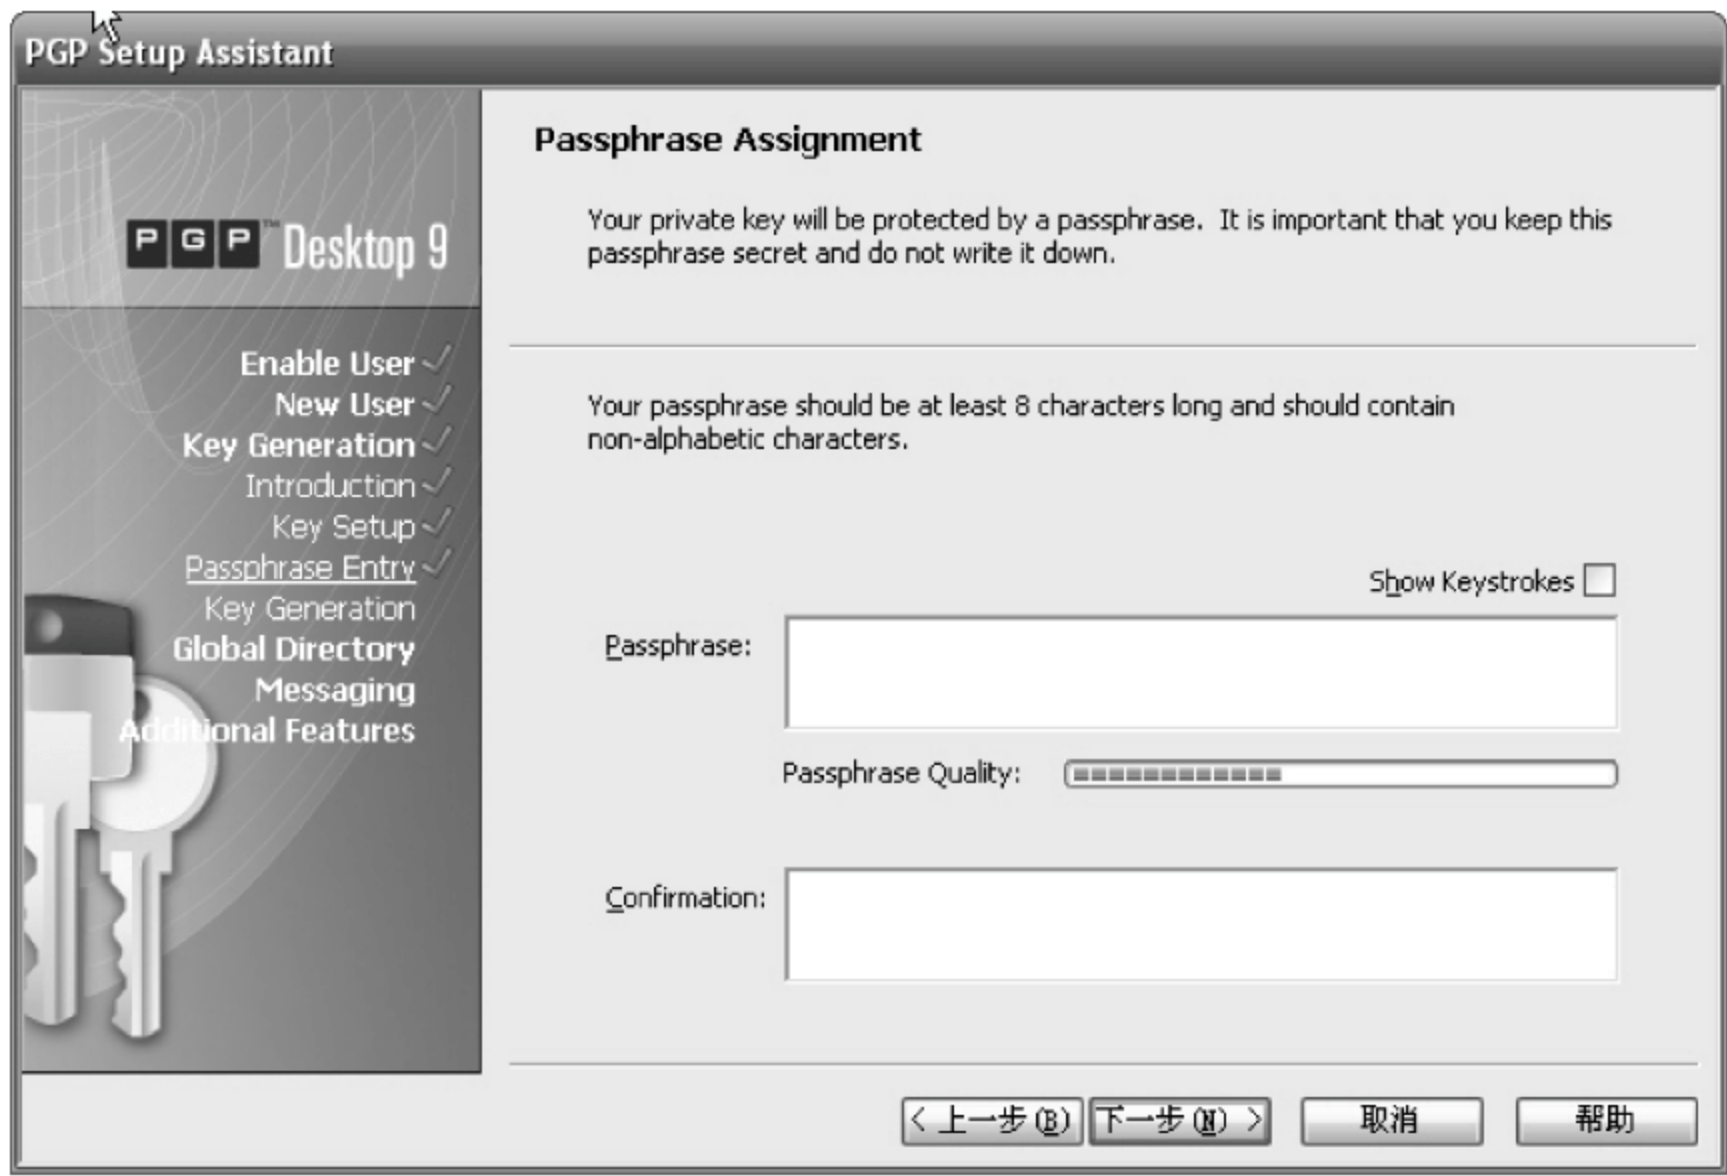 PGP Setup Assistant
PGP™ Desktop 9
Enable User
New User
Key Generation
Introduction
Key Setup
Passphrase Entry
Key Generation
Global Directory
Messaging
Additional Features
Passphrase Assignment
Your private key will be protected by a passphrase. It is important that you keep this
passphrase secret and do not write it down.
Your passphrase should be at least 8 characters long and should contain
non-alphabetic characters.
Show Keystrokes
Passphrase:
Passphrase Quality:
Confirmation:
< 上一步(B) 下一步(N) > 取消 帮助